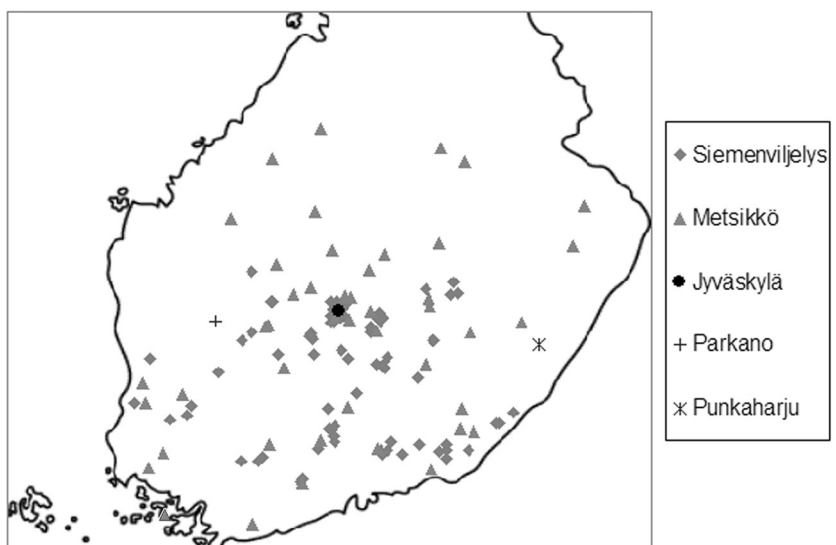 Siemenviljelys
Metsikkö
Jyväskylä
Parkano
Punkaharju